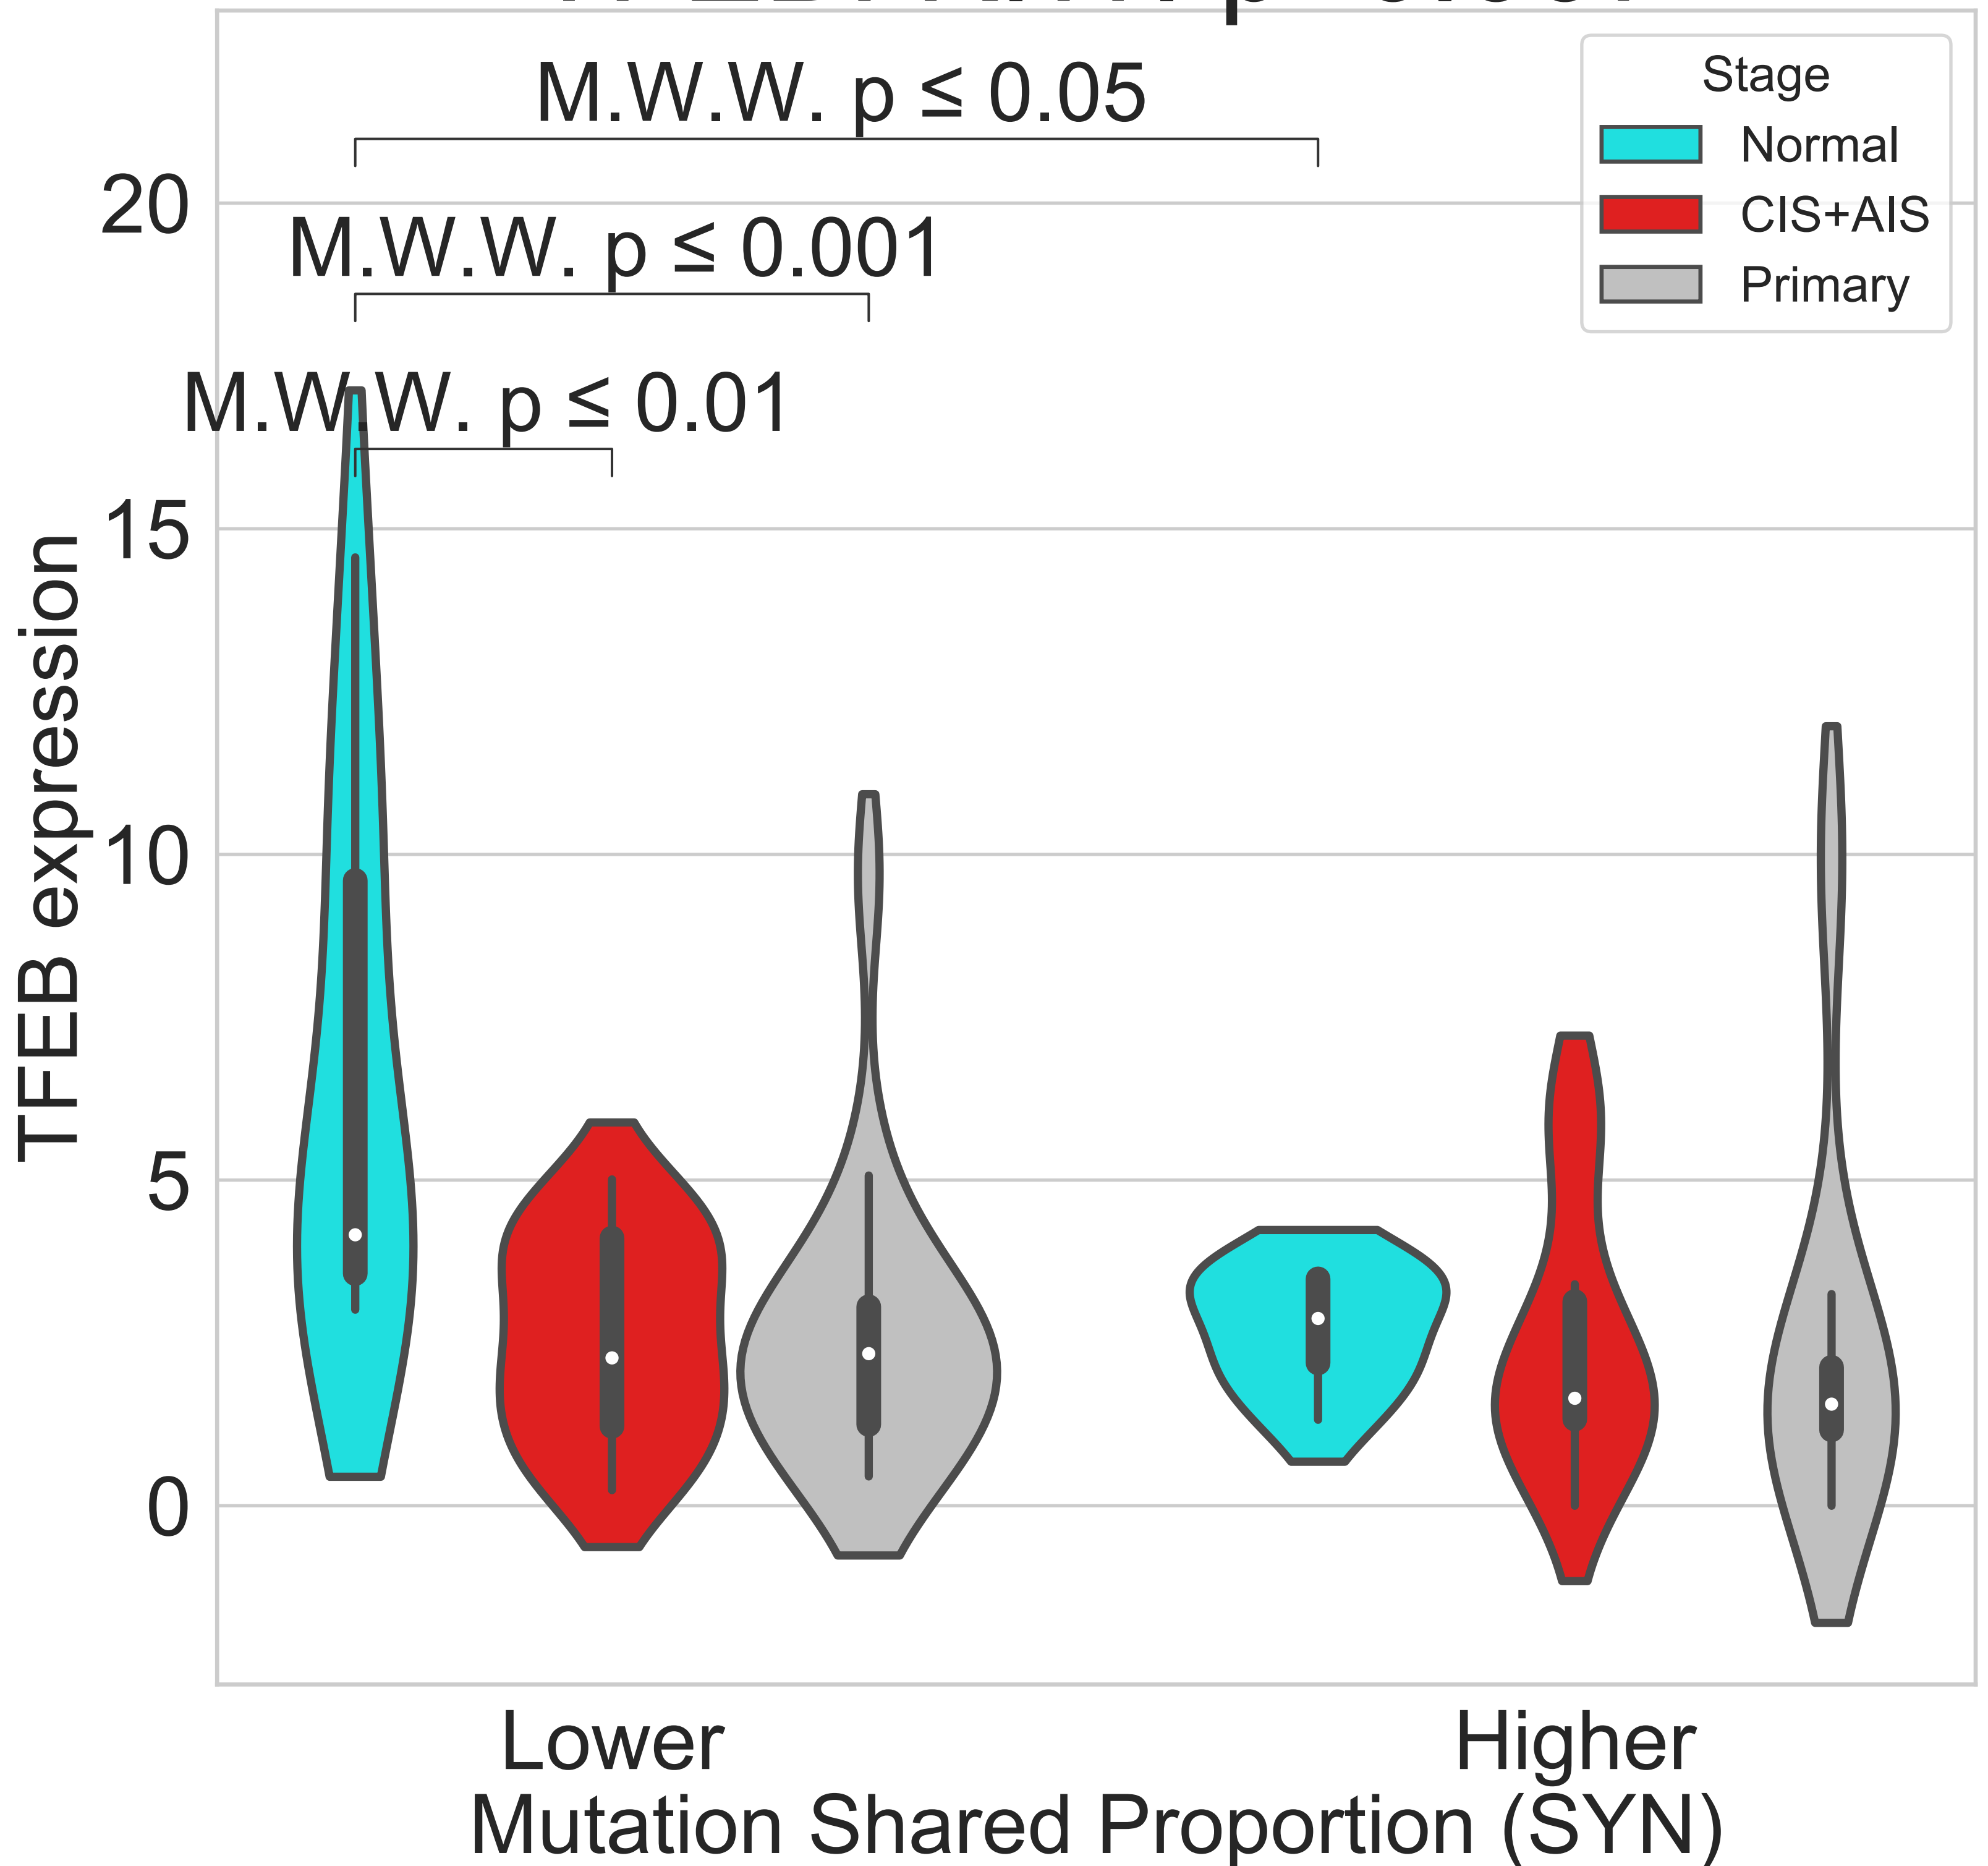 M.W.W. p ≤ 0.05
M.W.W. p ≤ 0.001
M.W.W. p ≤ 0.01
Stage
Normal
CIS+AIS
Primary
TFEB expression
20
15
10
5
0
Lower
Higher
Mutation Shared Proportion (SYN)